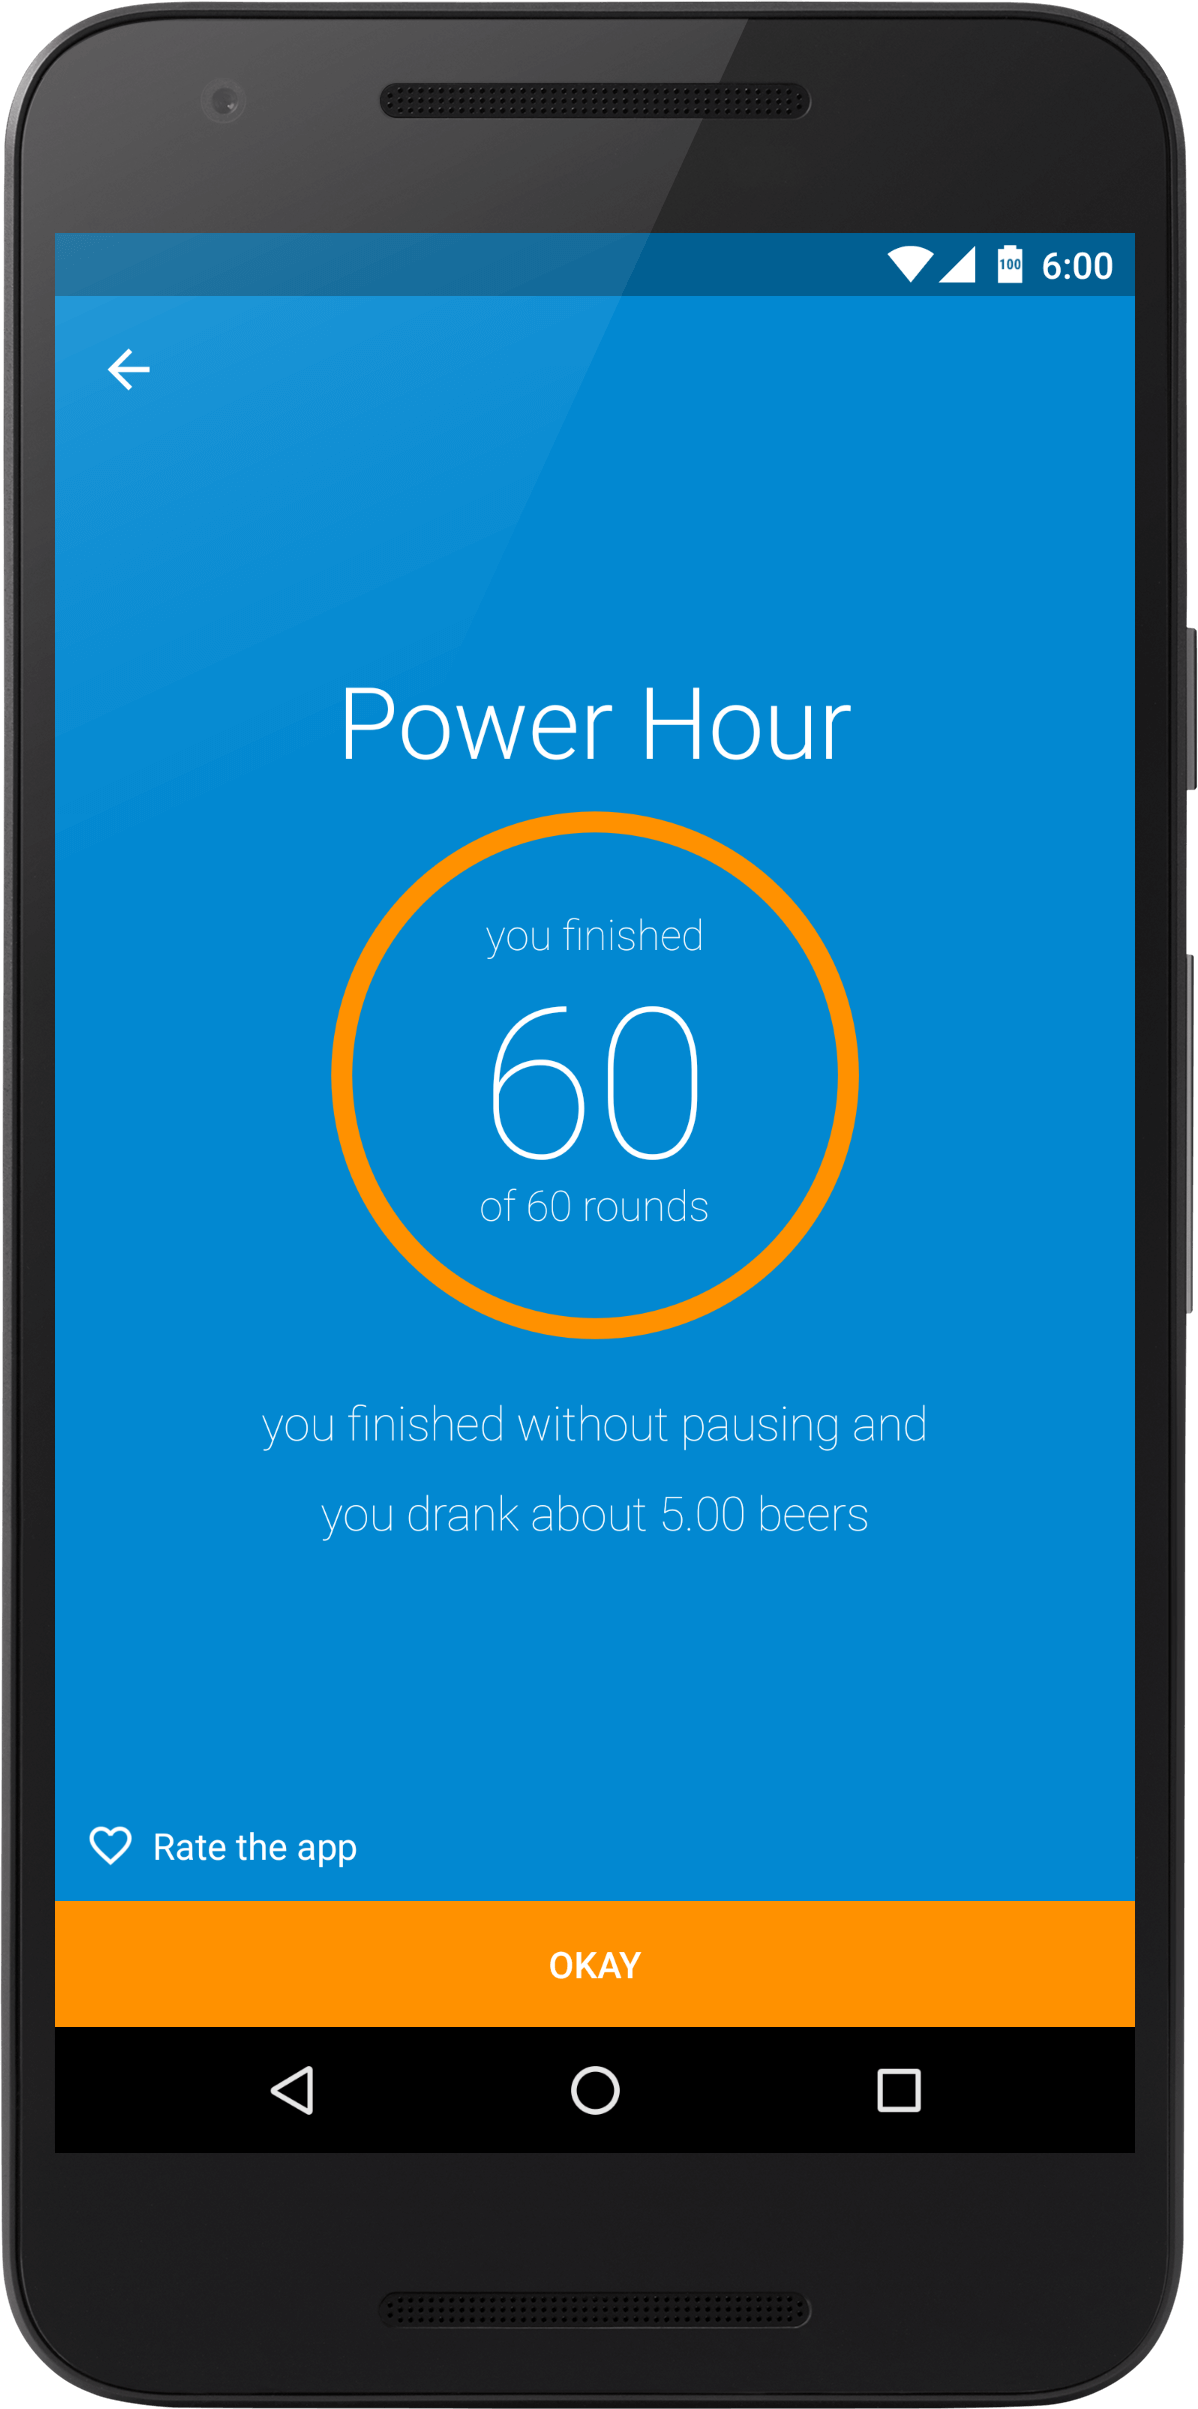 100 6:00
Power Hour
you finished
60
of 60 rounds
you finished without pausing and
you drank about 5.00 beers
Rate the app
OKAY